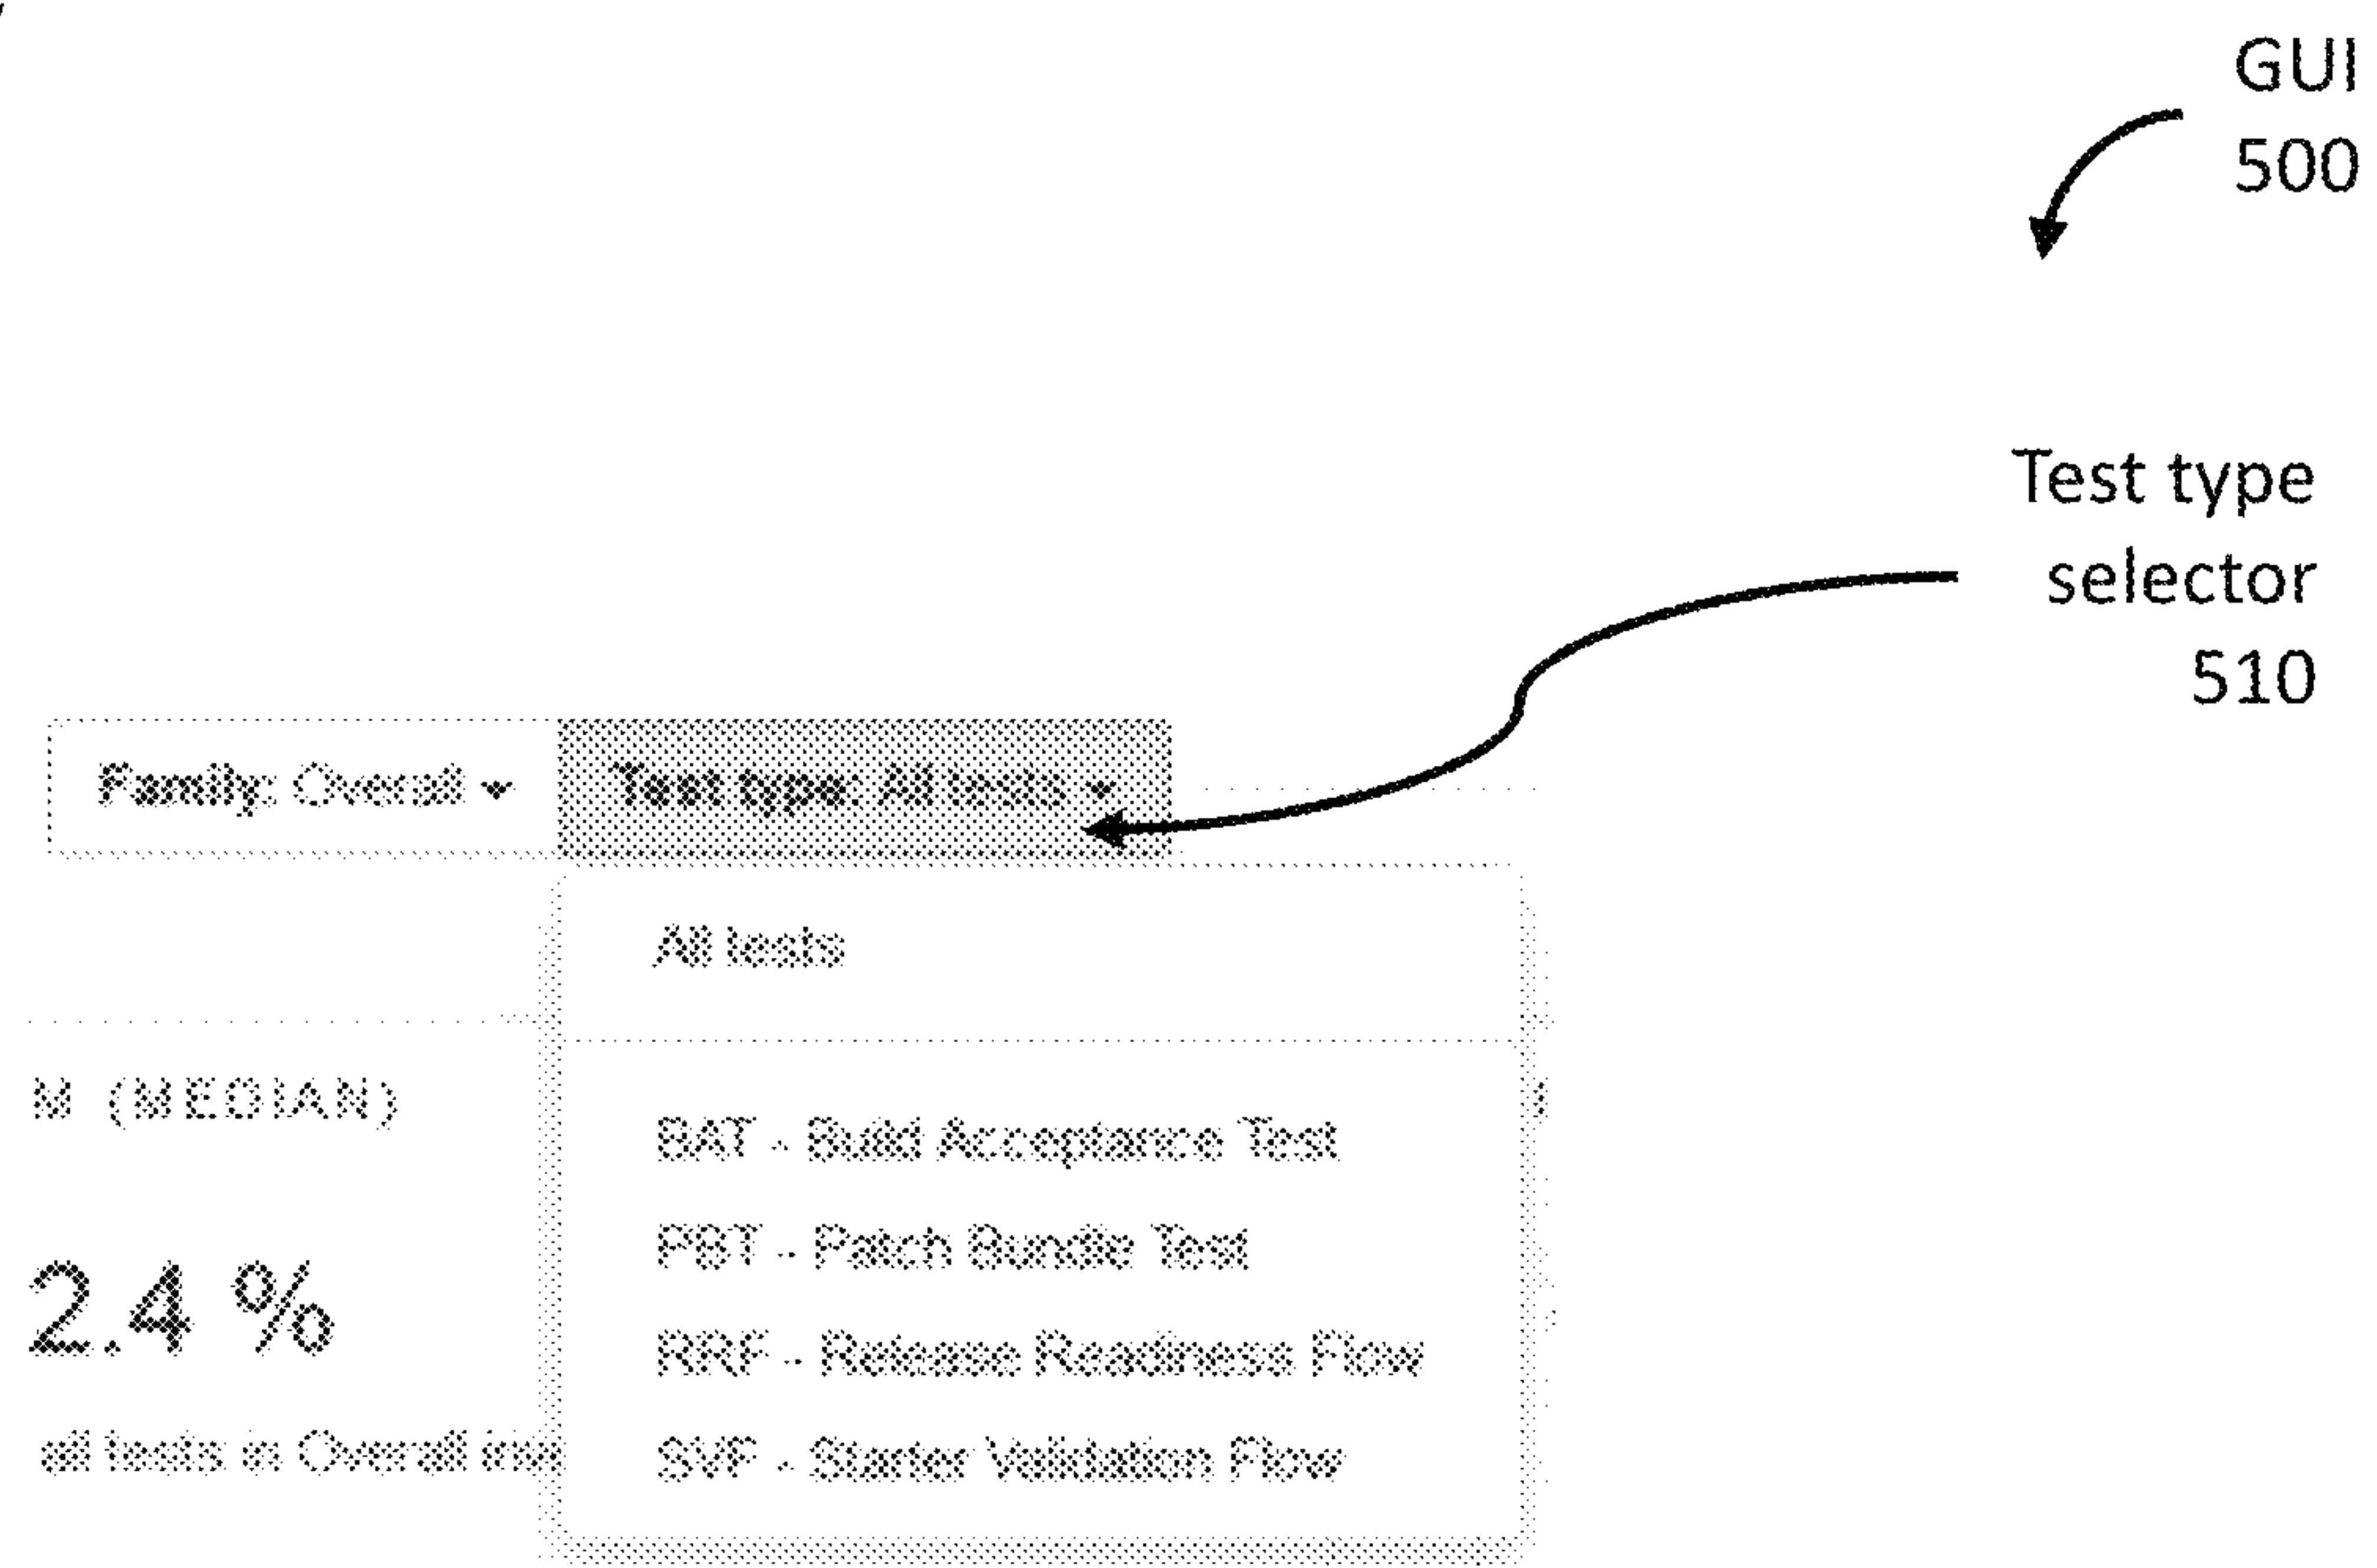 GUI
500
Test type
selector
510
Family: Overall Test type: All tests
All tests
M (MEDIAN)
BAT - Build Acceptance Test
PBT - Patch Bundle Test
2.4 %
RRF - Release Readiness Flow
all tests in Overall
SVF - Starter Validation Flow